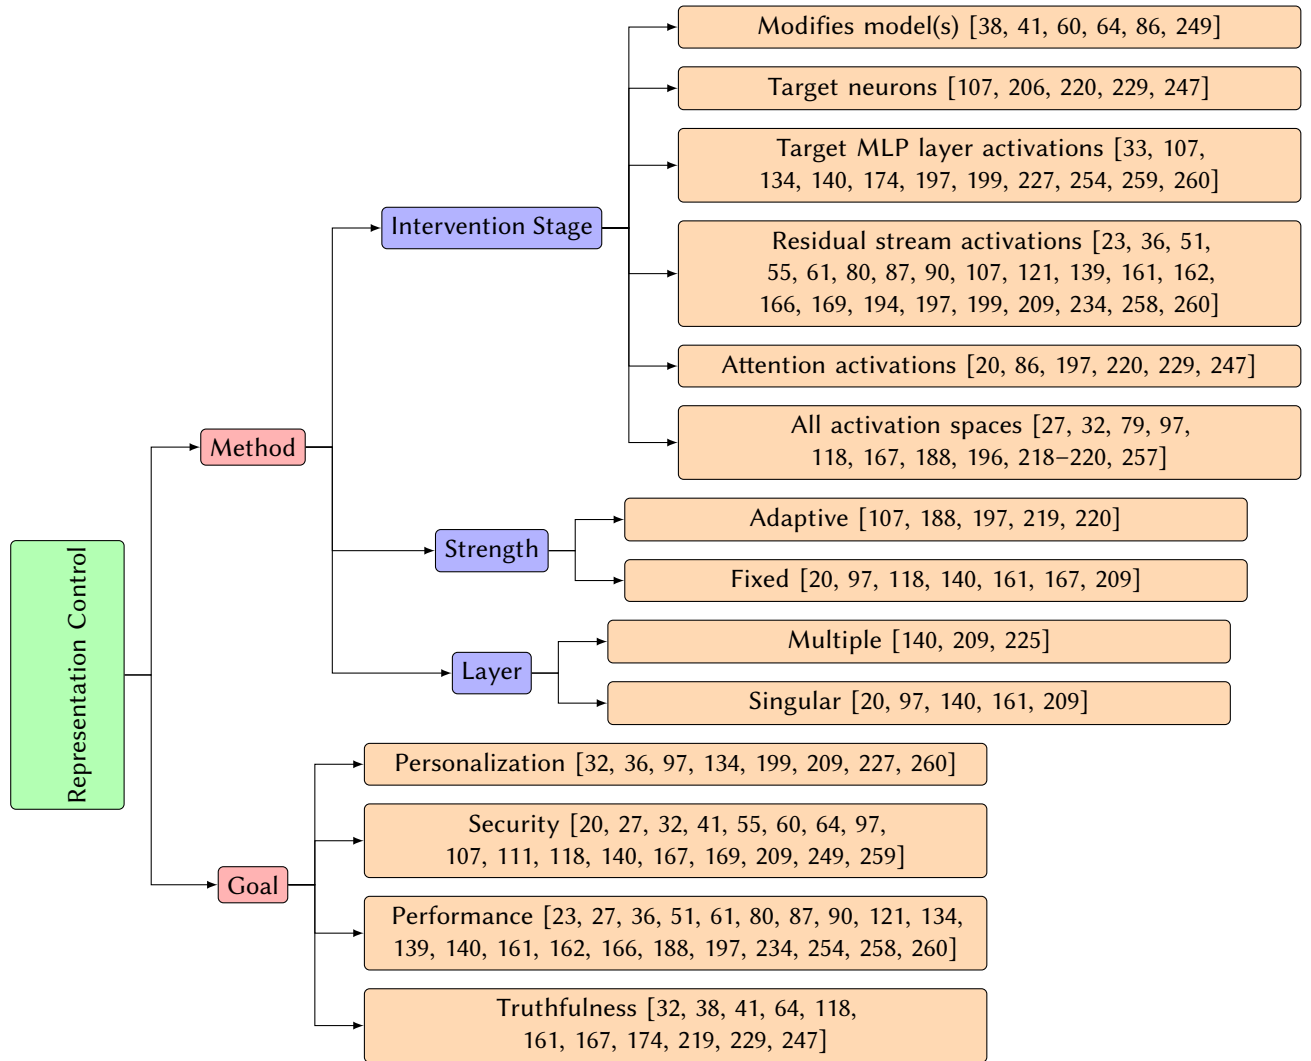 Modifies model(s) [38, 41, 60, 64, 86, 249]
Target neurons [107, 206, 220, 229, 247]
Target MLP layer activations [33, 107,
134, 140, 174, 197, 199, 227, 254, 259, 260]
Intervention Stage
Residual stream activations [23, 36, 51,
55, 61, 80, 87, 90, 107, 121, 139, 161, 162,
166, 169, 194, 197, 199, 209, 234, 258, 260]
Attention activations [20, 86, 197, 220, 229, 247]
All activation spaces [27, 32, 79, 97,
118, 167, 188, 196, 218–220, 257]
Method
Adaptive [107, 188, 197, 219, 220]
Strength
Fixed [20, 97, 118, 140, 161, 167, 209]
Multiple [140, 209, 225]
Layer
Singular [20, 97, 140, 161, 209]
Representation Control
Personalization [32, 36, 97, 134, 199, 209, 227, 260]
Security [20, 27, 32, 41, 55, 60, 64, 97,
107, 111, 118, 140, 167, 169, 209, 249, 259]
Goal
Performance [23, 27, 36, 51, 61, 80, 87, 90, 121, 134,
139, 140, 161, 162, 166, 188, 197, 234, 254, 258, 260]
Truthfulness [32, 38, 41, 64, 118,
161, 167, 174, 219, 229, 247]